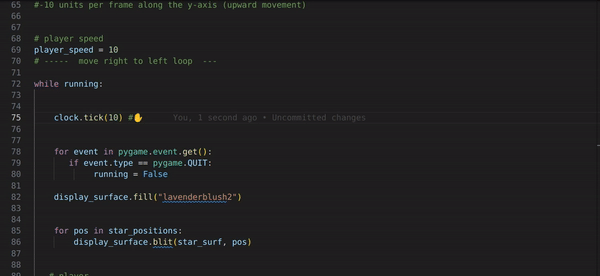 65 #-10 units per frame along the y-axis (upward movement)
66
67
68 # player speed
69 player_speed = 10
70 # ----- move right to left loop ---
71
72 while running:
73
74
75 clock.tick(10) #✋ You, 1 second ago • Uncommitted changes
76
77
78 for event in pygame.event.get():
79 if event.type == pygame.QUIT:
80 running = False
81
82 display_surface.fill("lavenderblush2")
83
84
85 for pos in star_positions:
86 display_surface.blit(star_surf, pos)
87
88
89 # player